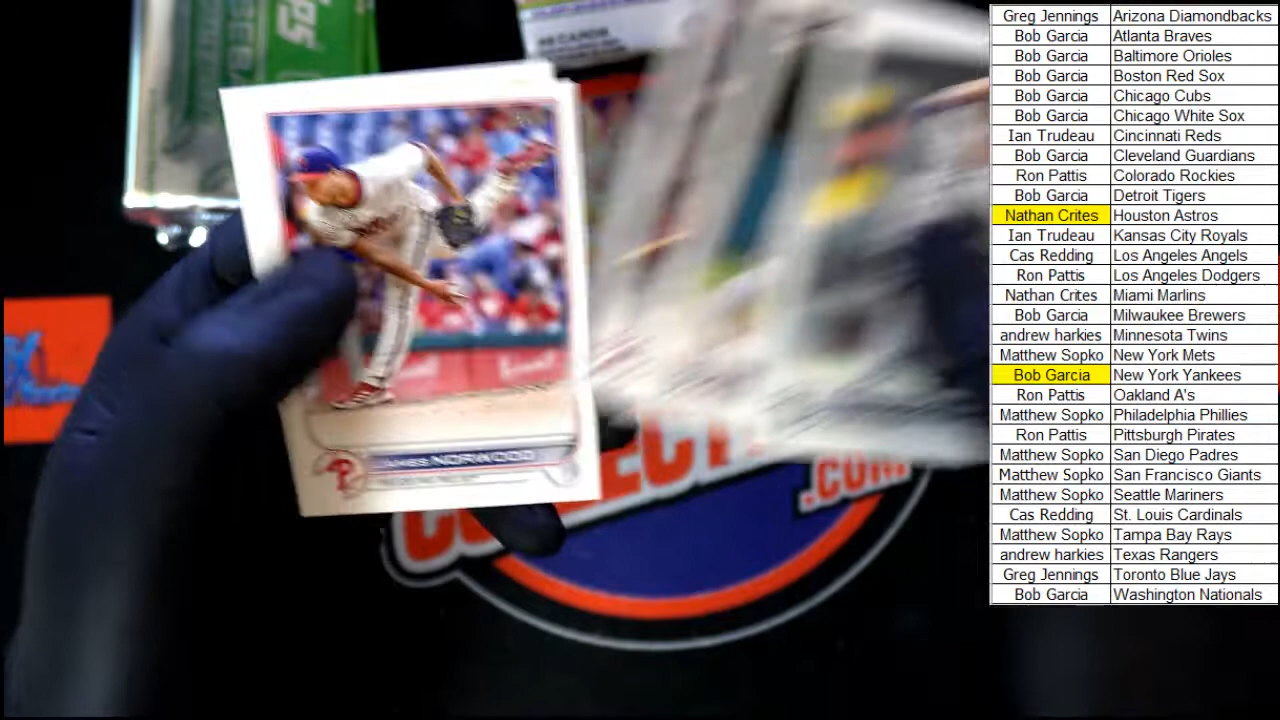 Greg Jennings Arizona Diamondbacks
Bob Garcia Atlanta Braves
Bob Garcia Baltimore Orioles
Bob Garcia Boston Red Sox
Bob Garcia Chicago Cubs
Bob Garcia Chicago White Sox
Ian Trudeau Cincinnati Reds
Bob Garcia Cleveland Guardians
Ron Pattis Colorado Rockies
Bob Garcia Detroit Tigers
Nathan Crites Houston Astros
Ian Trudeau Kansas City Royals
Cas Redding Los Angeles Angels
Ron Pattis Los Angeles Dodgers
Nathan Crites Miami Marlins
Bob Garcia Milwaukee Brewers
andrew harkies Minnesota Twins
Matthew Sopko New York Mets
Bob Garcia New York Yankees
Ron Pattis Oakland A's
Matthew Sopko Philadelphia Phillies
Ron Pattis Pittsburgh Pirates
Matthew Sopko San Diego Padres
Matthew Sopko San Francisco Giants
Matthew Sopko Seattle Mariners
Cas Redding St. Louis Cardinals
Matthew Sopko Tampa Bay Rays
andrew harkies Texas Rangers
Greg Jennings Toronto Blue Jays
Bob Garcia Washington Nationals
NORWOOD
P
.COM